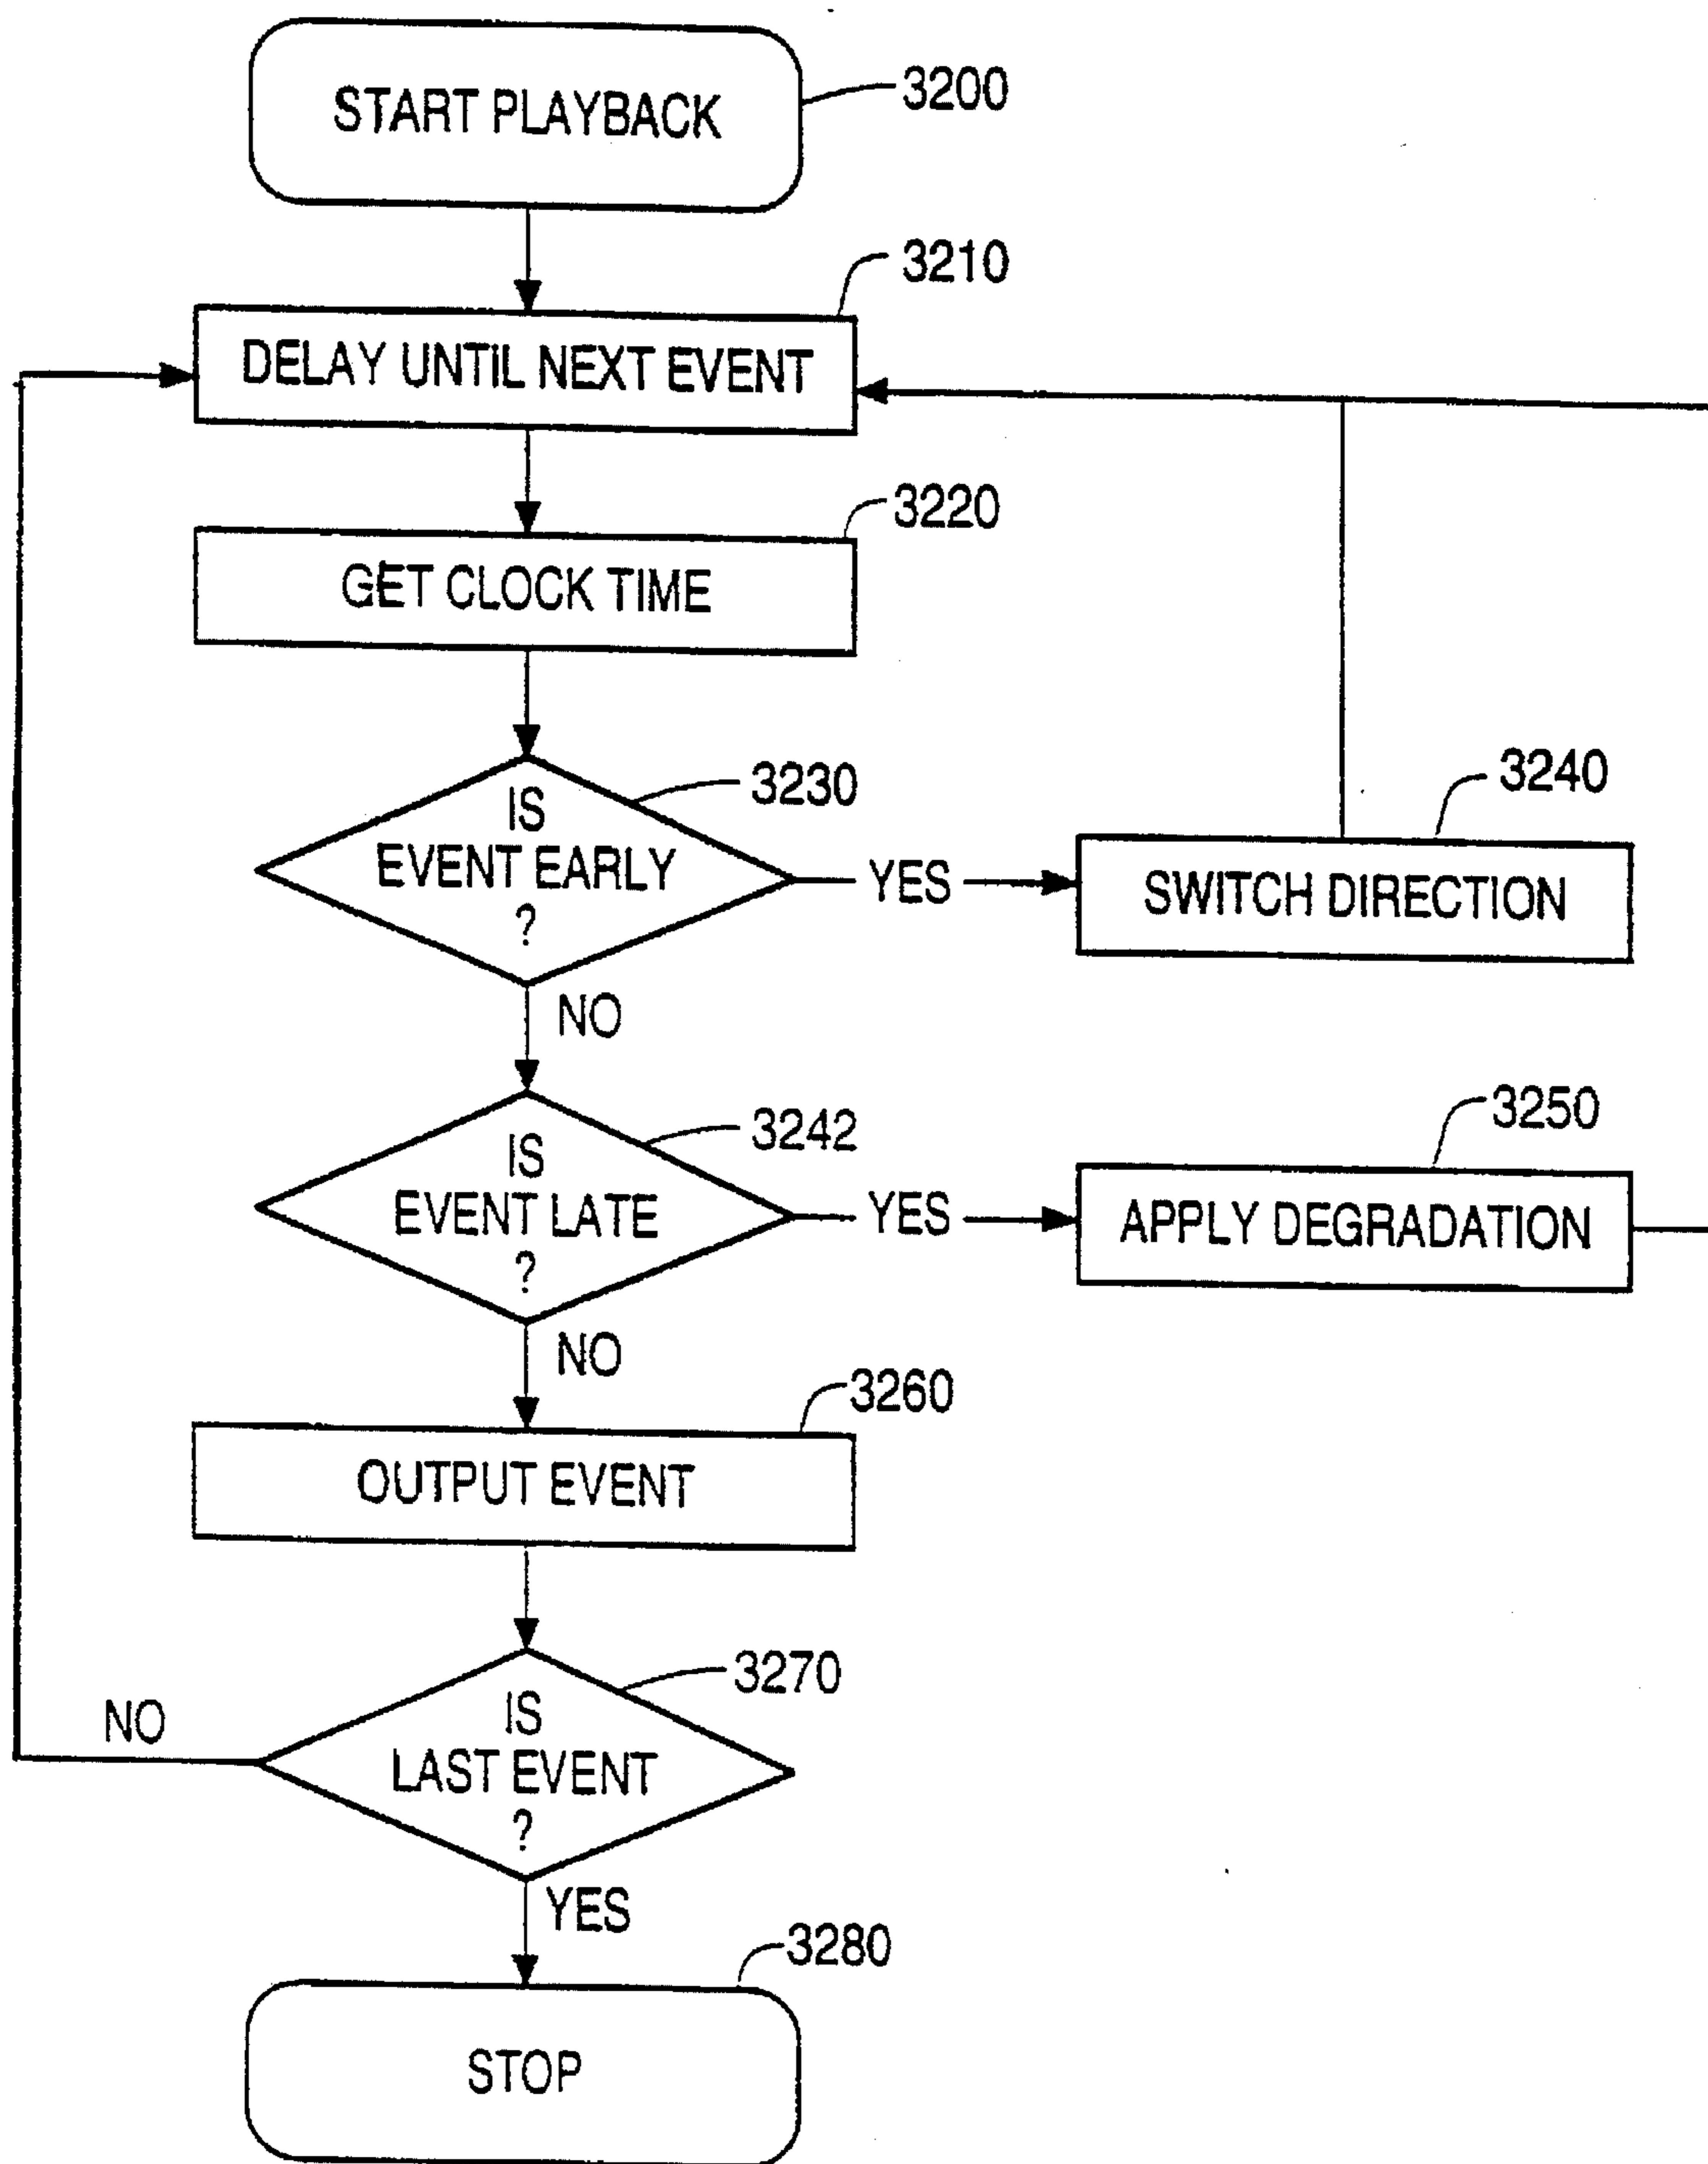 START PLAYBACK
3200
3210
DELAY UNTIL NEXT EVENT
3220
GET CLOCK TIME
3230
IS
EVENT EARLY
?
YES
3240
SWITCH DIRECTION
NO
3242
IS
EVENT LATE
?
YES
3250
APPLY DEGRADATION
NO
3260
OUTPUT EVENT
3270
IS
LAST EVENT
?
NO
YES
3280
STOP